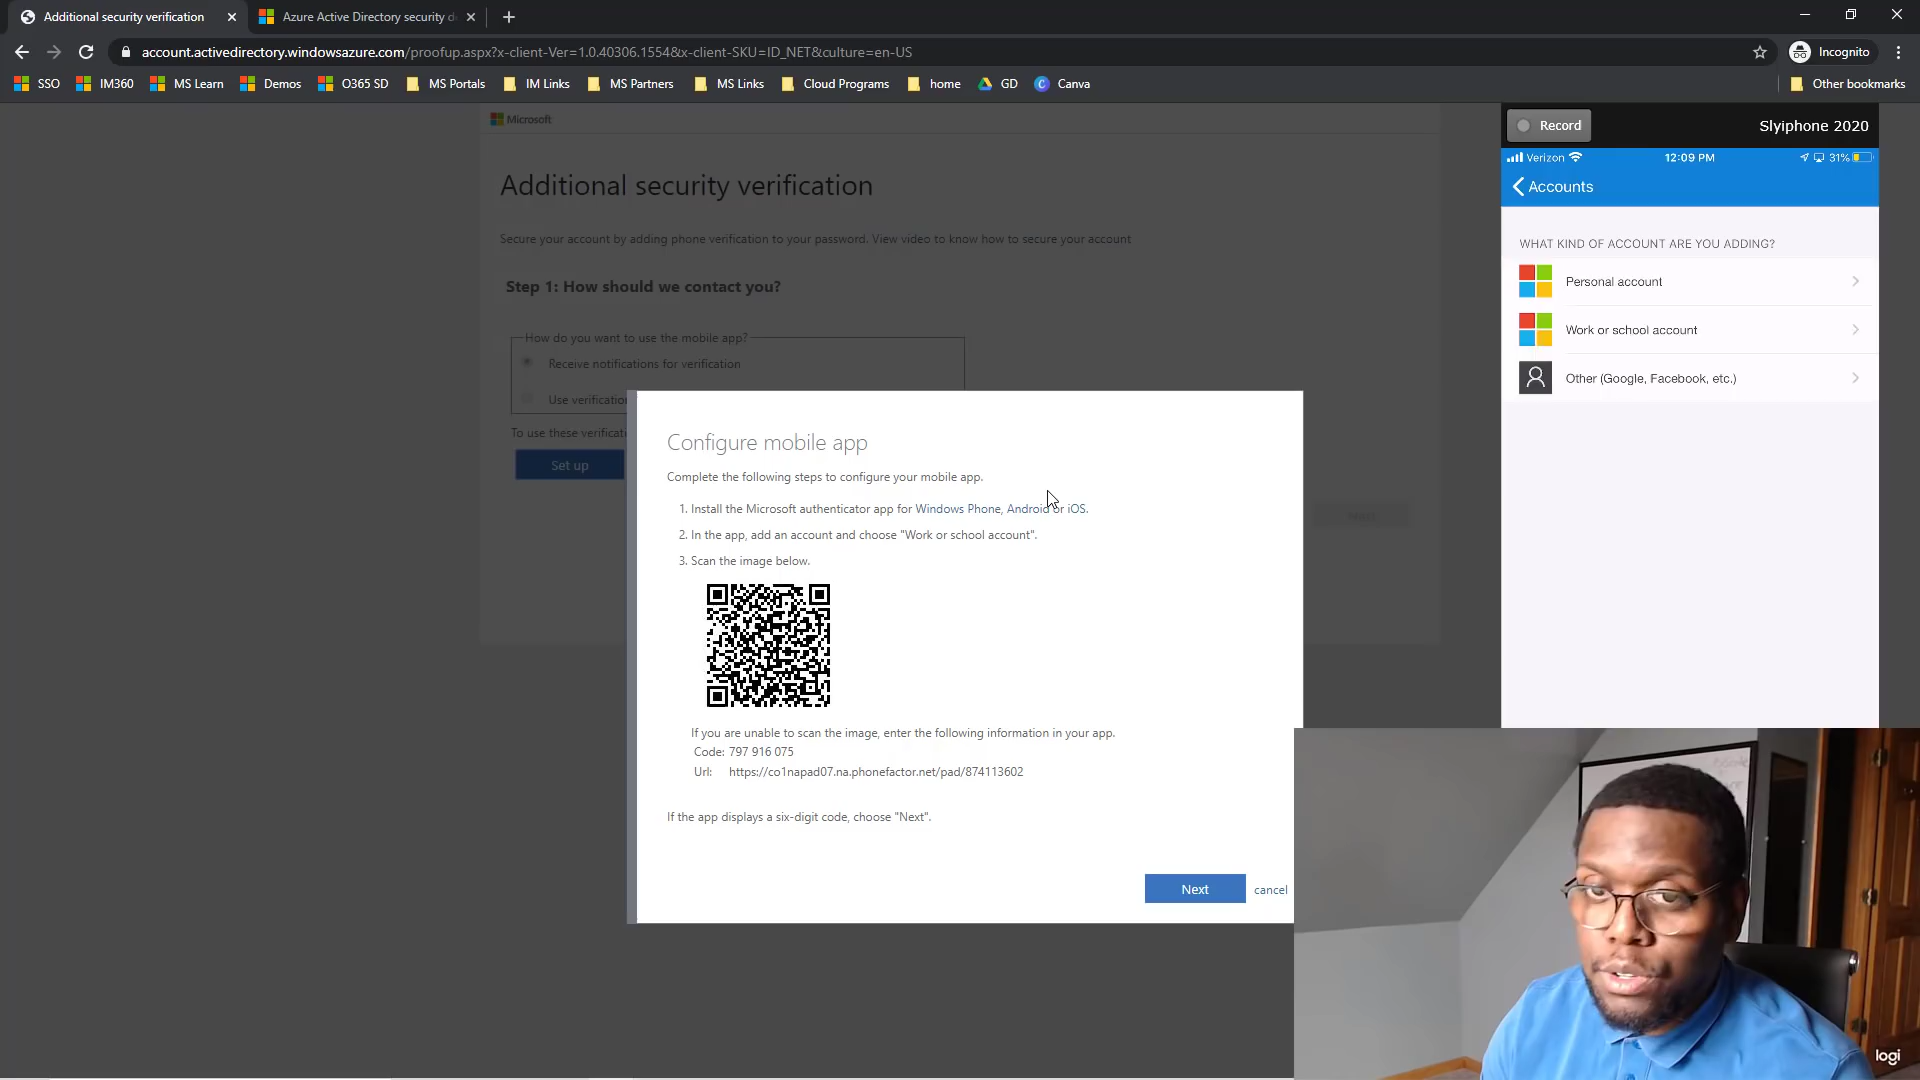 Additional security verification
Azure Active Directory security d
account.activedirectory.windowsazure.com/proofup.aspx?x-client-Ver=1.0.40306.1554&x-client-SKU=ID_NET&culture=en-US
Incognito
SSO
IM360
MS Learn
Demos
O365 SD
MS Portals
IM Links
MS Partners
MS Links
Cloud Programs
home
GD
Canva
Other bookmarks
Microsoft
Additional security verification
Secure your account by adding phone verification to your password. View video to know how to secure your account
Step 1: How should we contact you?
How do you want to use the mobile app?
Receive notifications for verification
Use verification
To use these verificat
Set up
Next
Configure mobile app
Complete the following steps to configure your mobile app.
1. Install the Microsoft authenticator app for Windows Phone, Android or iOS.
2. In the app, add an account and choose "Work or school account".
3. Scan the image below.
If you are unable to scan the image, enter the following information in your app.
Code: 797 916 075
Url: https://co1napad07.na.phonefactor.net/pad/874113602
If the app displays a six-digit code, choose "Next".
Next
cancel
Record
Slyiphone 2020
Verizon
12:09 PM
31%
Accounts
WHAT KIND OF ACCOUNT ARE YOU ADDING?
Personal account
Work or school account
Other (Google, Facebook, etc.)
logi